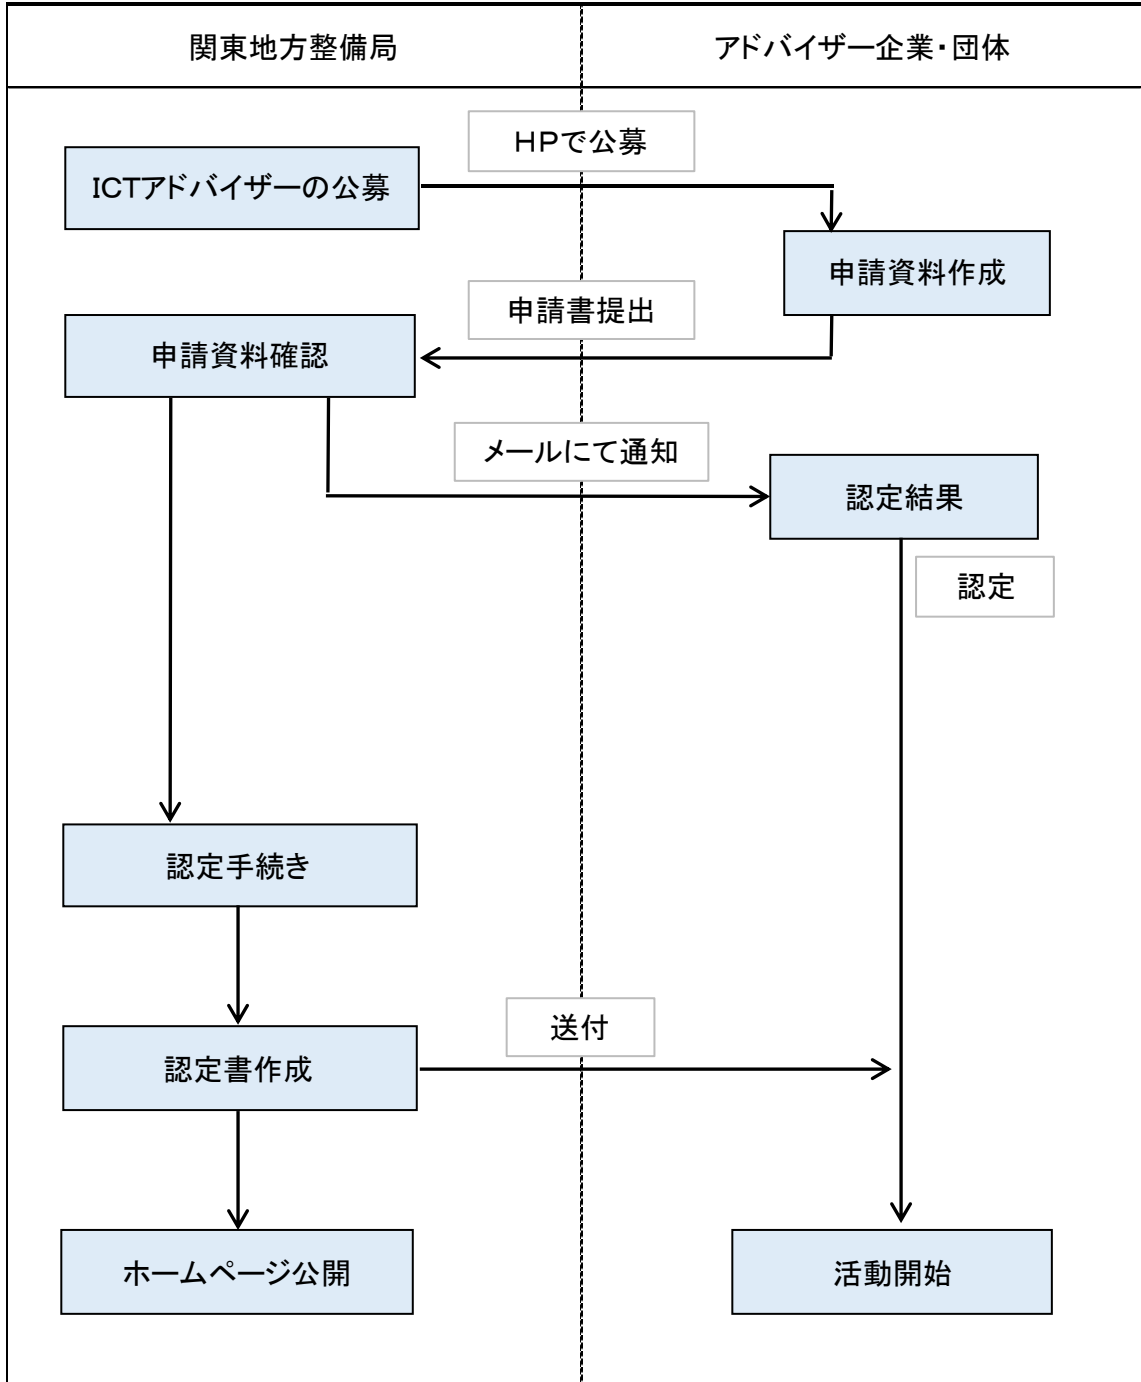 関東地方整備局
アドバイザー企業・団体
HPで公募
ICTアドバイザーの公募
申請資料作成
申請書提出
申請資料確認
メールにて通知
認定結果
認定
認定手続き
送付
認定書作成
ホームページ公開
活動開始